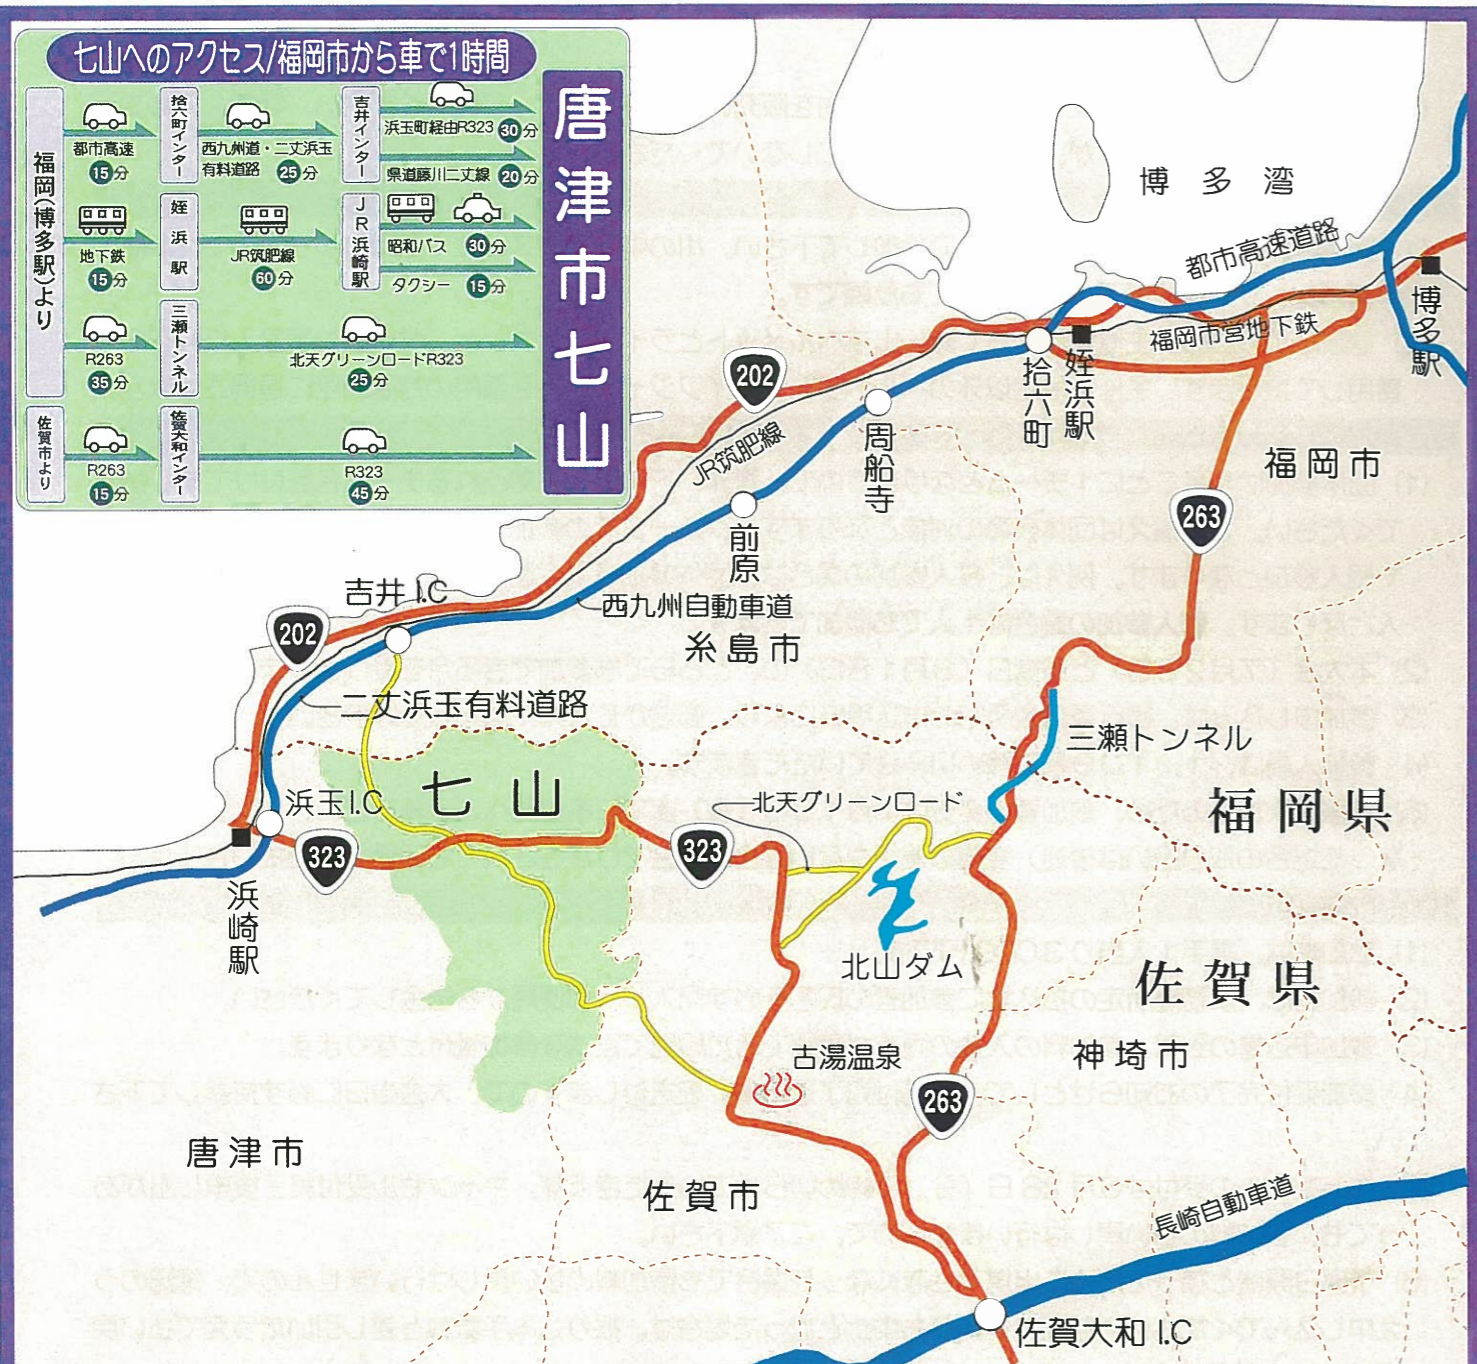 七山へのアクセス/福岡市から車で1時間
唐津市七山
福岡(博多駅)より
都市高速
15分
拾六町インター
西九州道・二丈浜玉
有料道路 25分
吉井インター
浜玉町経由R323 30分
県道藤川二丈線 20分
地下鉄
15分
姪浜駅
JR筑肥線
60分
JR浜崎駅
昭和バス 30分
タクシー 15分
R263
35分
三瀬トンネル
北天グリーンロードR323
25分
佐賀市より
R263
15分
佐賀大和インター
R323
45分
博多湾
都市高速道路
福岡市営地下鉄
博多駅
姪浜駅
拾六町
202
JR筑肥線
周船寺
福岡市
263
前原
吉井I.C
西九州自動車道
糸島市
202
二丈浜玉有料道路
三瀬トンネル
七山
浜玉I.C
北天グリーンロード
福岡県
323
323
浜崎駅
北山ダム
佐賀県
古湯温泉
神埼市
263
唐津市
佐賀市
長崎自動車道
佐賀大和I.C